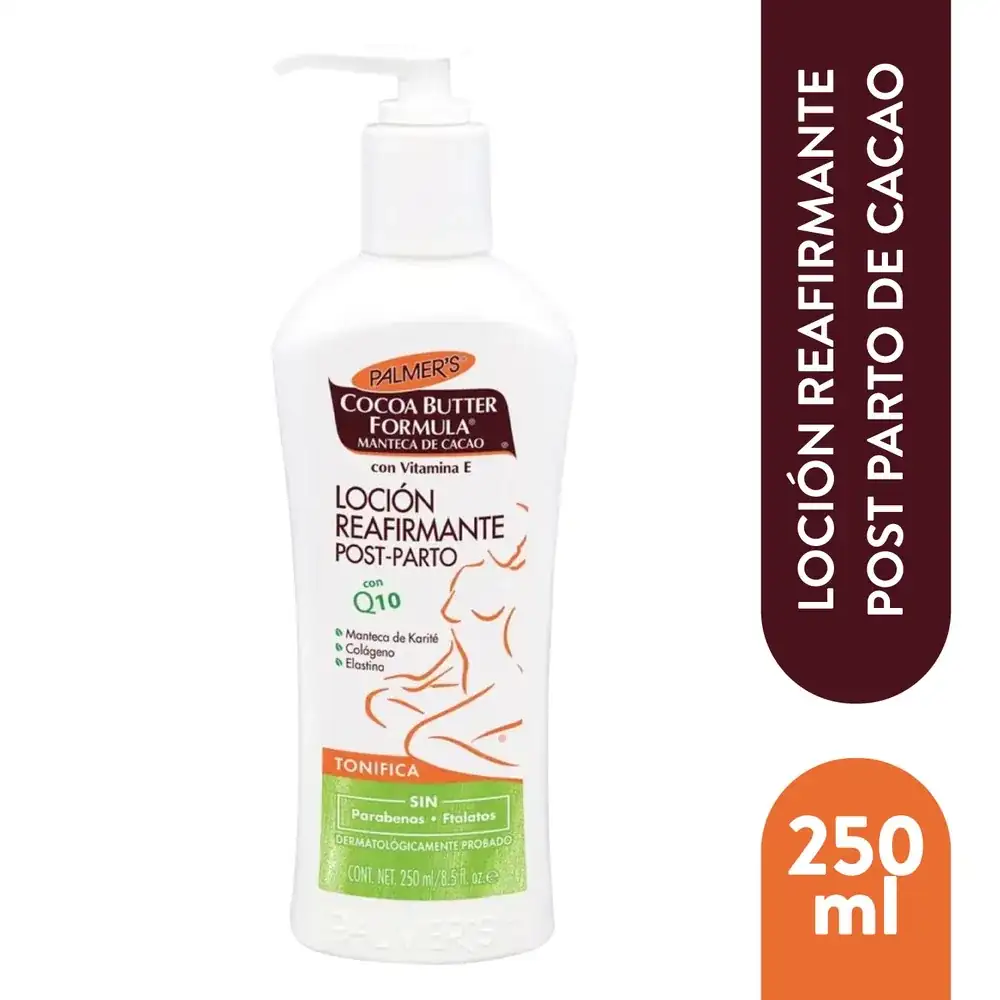 PALMER'S®
COCOA BUTTER
FORMULA®
MANTECA DE CACAO ®
con Vitamina E
LOCIÓN
REAFIRMANTE
POST-PARTO
con
Q10
Manteca de Karité
Colágeno
Elastina
TONIFICA
SIN
Parabenos • Ftalatos
DERMATOLÓGICAMENTE PROBADO
CONT. NET. 250 ml/8.5 fl. oz. e
PALMER'S
LOCIÓN REAFIRMANTE
POST PARTO DE CACAO
250
ml